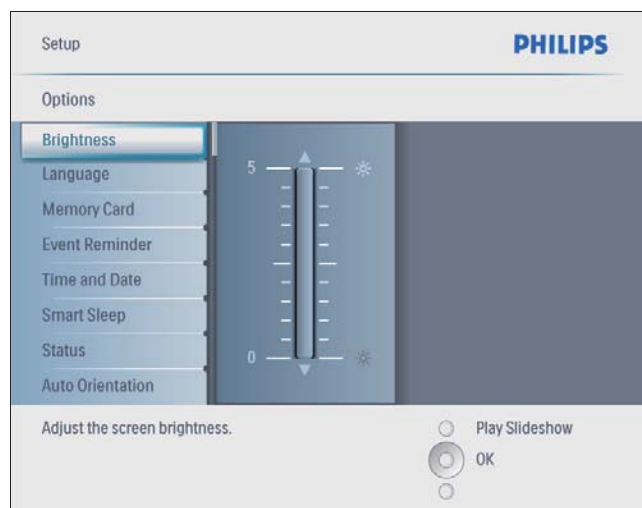 Setup
PHILIPS
Options
Brightness
Language
Memory Card
Event Reminder
Time and Date
Smart Sleep
Status
Auto Orientation
5
0
Adjust the screen brightness.
Play Slideshow
OK